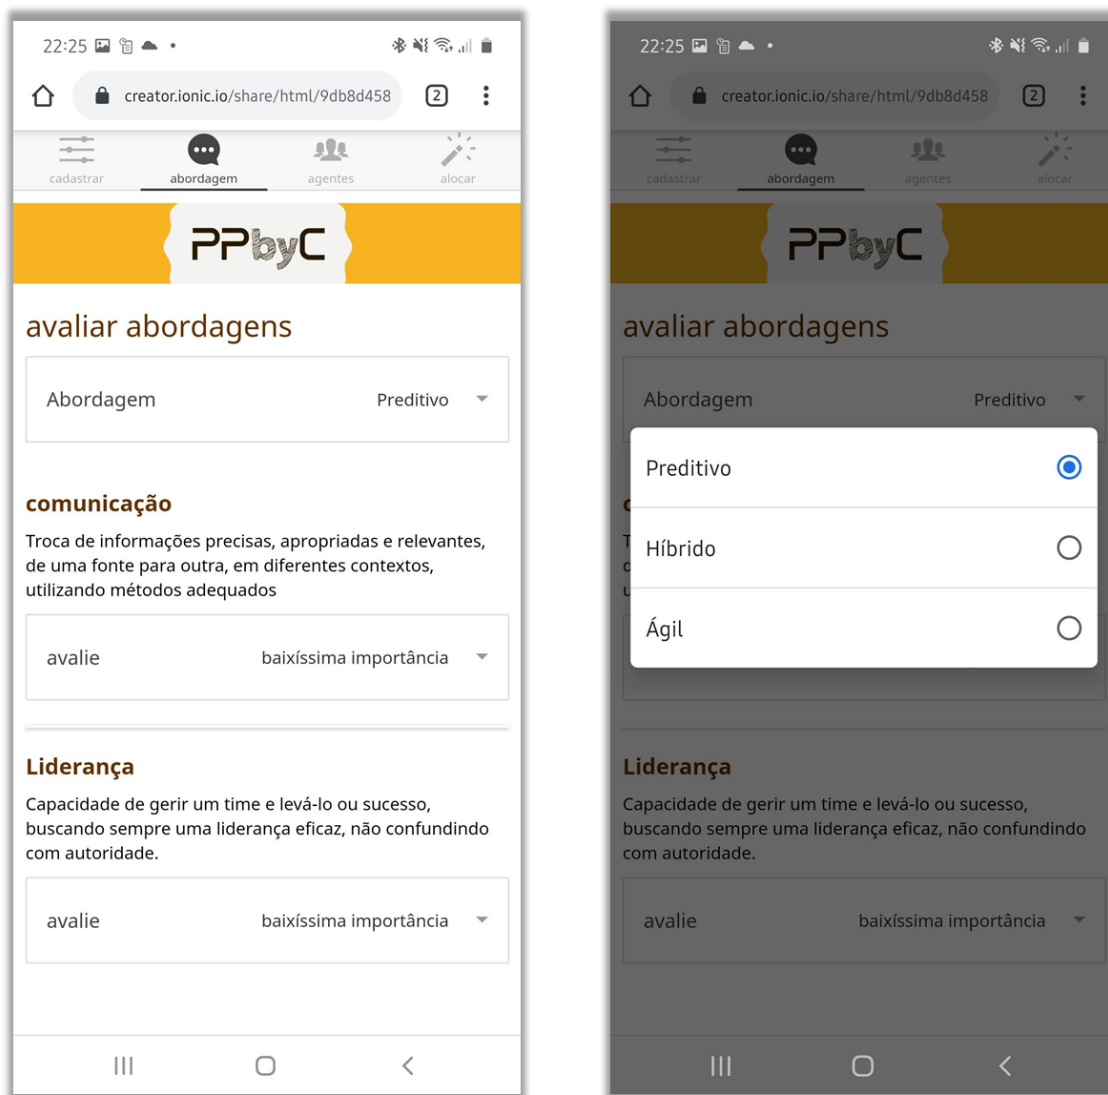 22:25
creator.ionic.io/share/html/9db8d458
2
cadastrar abordagem agentes alocar
PPbyC
avaliar abordagens
Abordagem Preditivo
comunicação
Troca de informações precisas, apropriadas e relevantes,
de uma fonte para outra, em diferentes contextos,
utilizando métodos adequados
avalie baixíssima importância
Liderança
Capacidade de gerir um time e levá-lo ou sucesso,
buscando sempre uma liderança eficaz, não confundindo
com autoridade.
avalie baixíssima importância
22:25
creator.ionic.io/share/html/9db8d458
2
cadastrar abordagem agentes alocar
PPbyC
avaliar abordagens
Abordagem Preditivo
Preditivo
Híbrido
Ágil
Liderança
Capacidade de gerir um time e levá-lo ou sucesso,
buscando sempre uma liderança eficaz, não confundindo
com autoridade.
avalie baixíssima importância